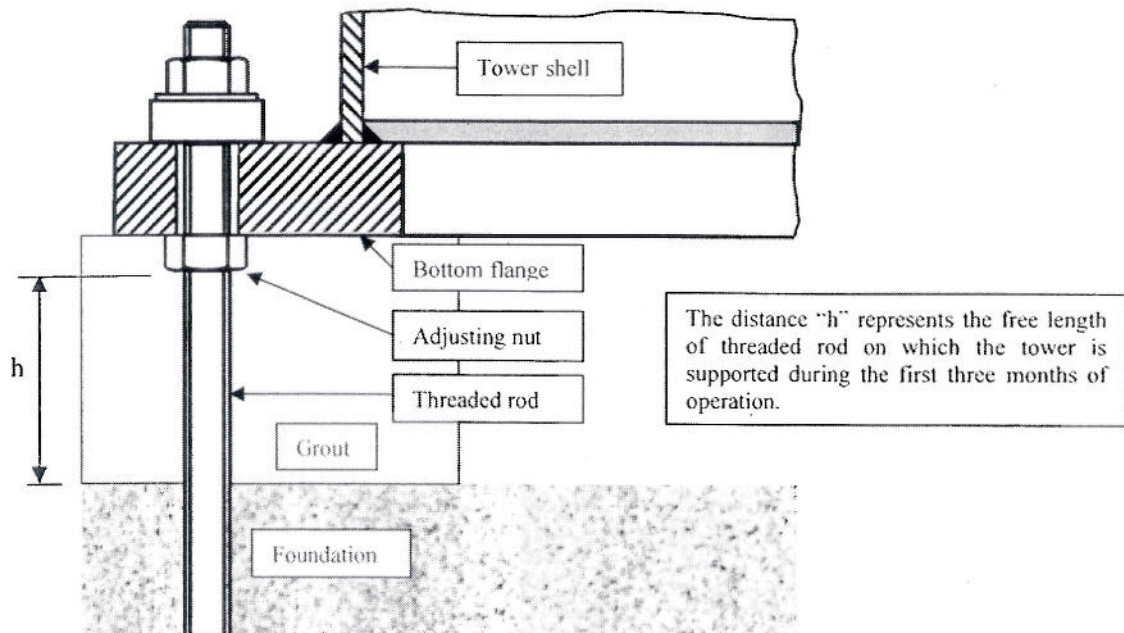 Tower shell
Bottom flange
Adjusting nut
h
Threaded rod
Grout
Foundation
The distance "h" represents the free length
of threaded rod on which the tower is
supported during the first three months of
operation.